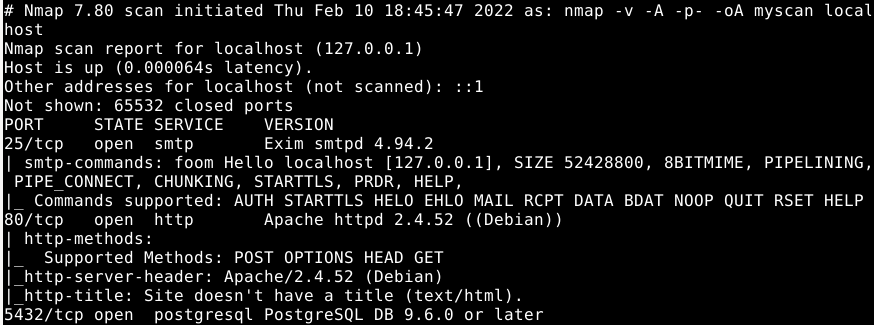 # Nmap 7.80 scan initiated Thu Feb 10 18:45:47 2022 as: nmap -v -A -p- -oA myscan local
host
Nmap scan report for localhost (127.0.0.1)
Host is up (0.000064s latency).
Other addresses for localhost (not scanned): ::1
Not shown: 65532 closed ports
PORT     STATE SERVICE    VERSION
25/tcp   open  smtp       Exim smtpd 4.94.2
| smtp-commands: foom Hello localhost [127.0.0.1], SIZE 52428800, 8BITMIME, PIPELINING,
 PIPE_CONNECT, CHUNKING, STARTTLS, PRDR, HELP,
|_ Commands supported: AUTH STARTTLS HELO EHLO MAIL RCPT DATA BDAT NOOP QUIT RSET HELP
80/tcp   open  http       Apache httpd 2.4.52 ((Debian))
| http-methods:
|_  Supported Methods: POST OPTIONS HEAD GET
|_http-server-header: Apache/2.4.52 (Debian)
|_http-title: Site doesn't have a title (text/html).
5432/tcp open  postgresql PostgreSQL DB 9.6.0 or later